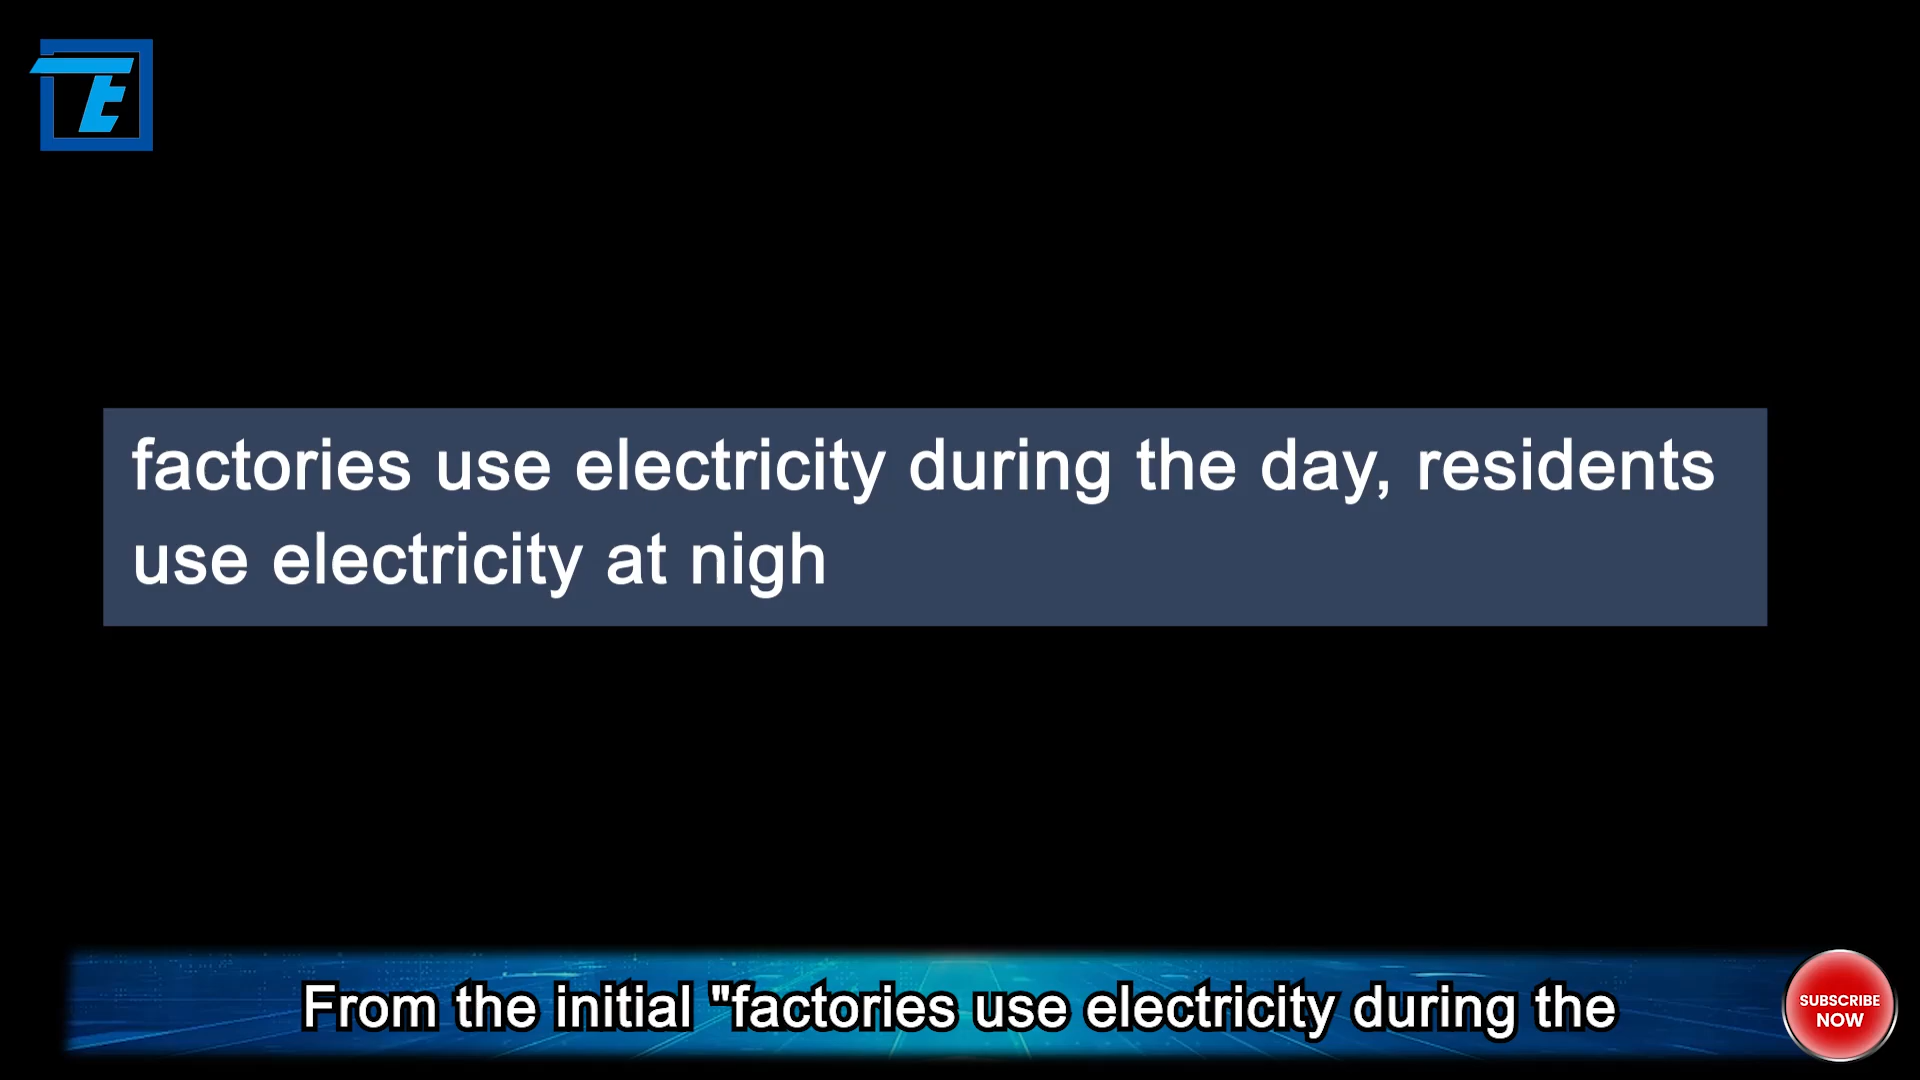 TE
factories use electricity during the day, residents
use electricity at nigh
From the initial "factories use electricity during the
SUBSCRIBE
NOW